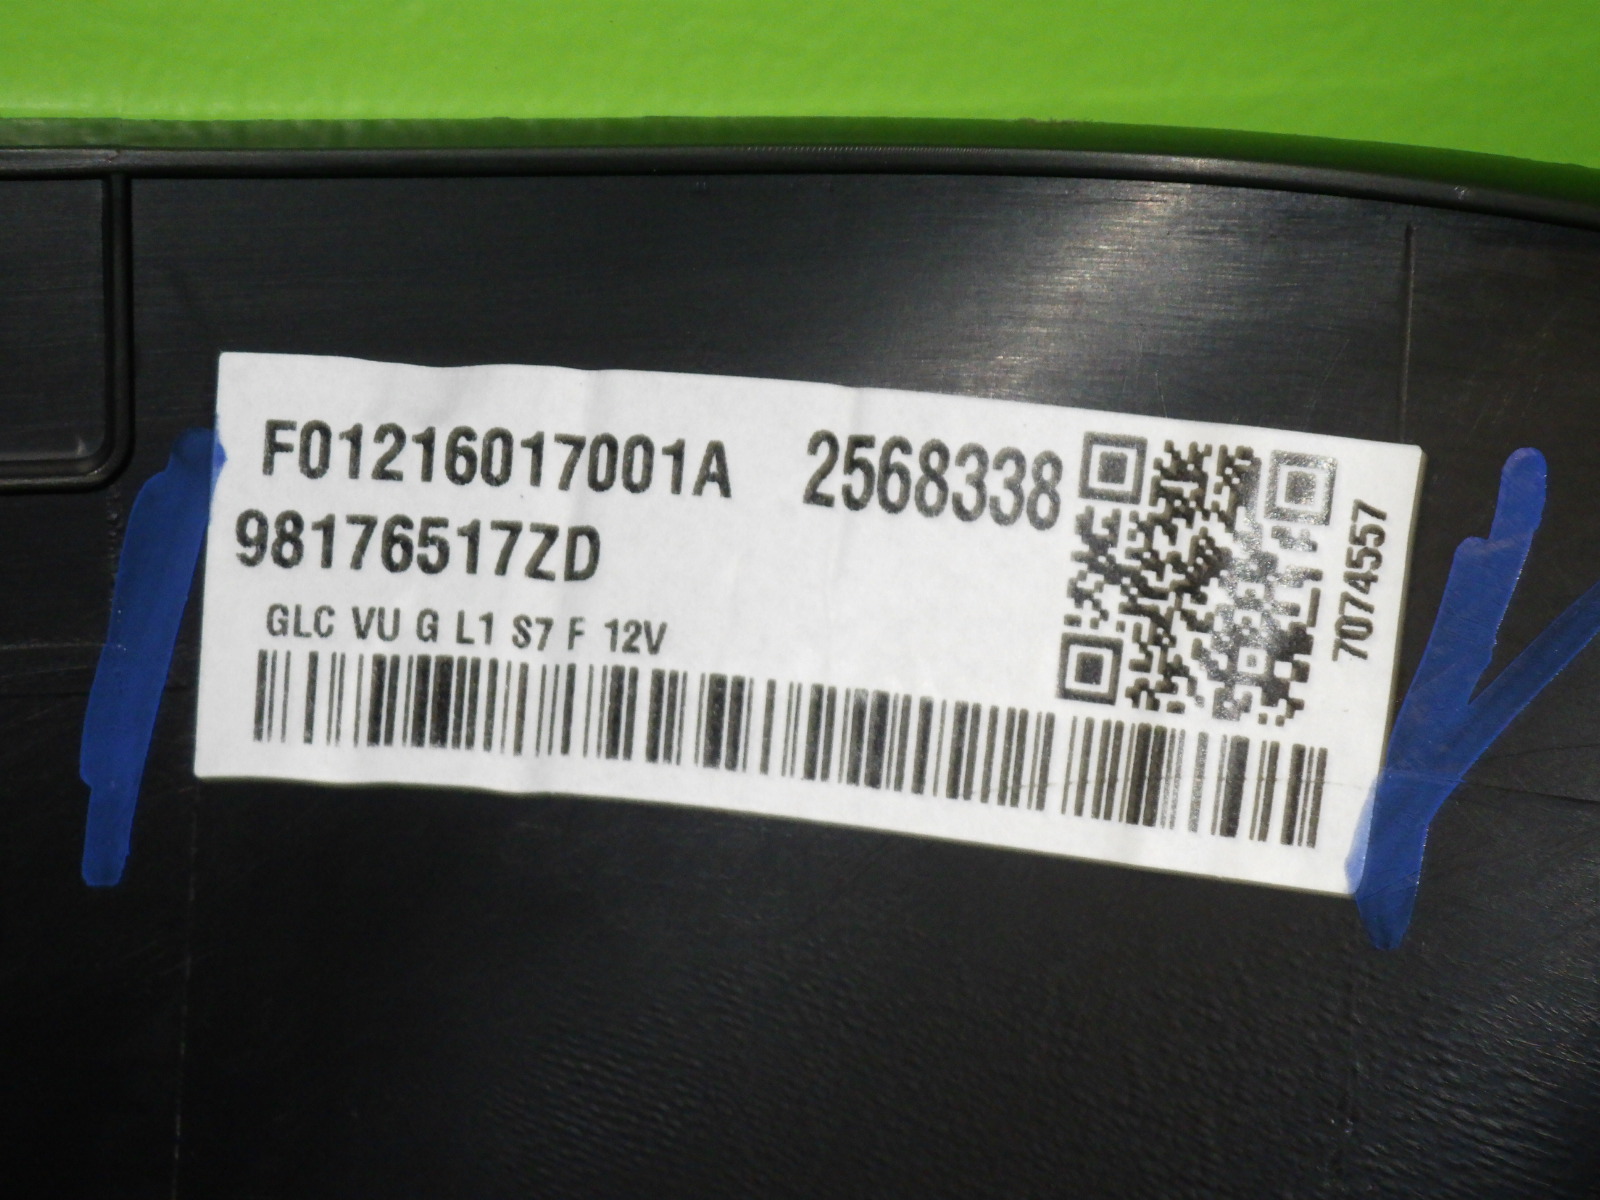 F01216017001A 2568338
98176517ZD
GLC VU G L1 S7 F 12V
7074557